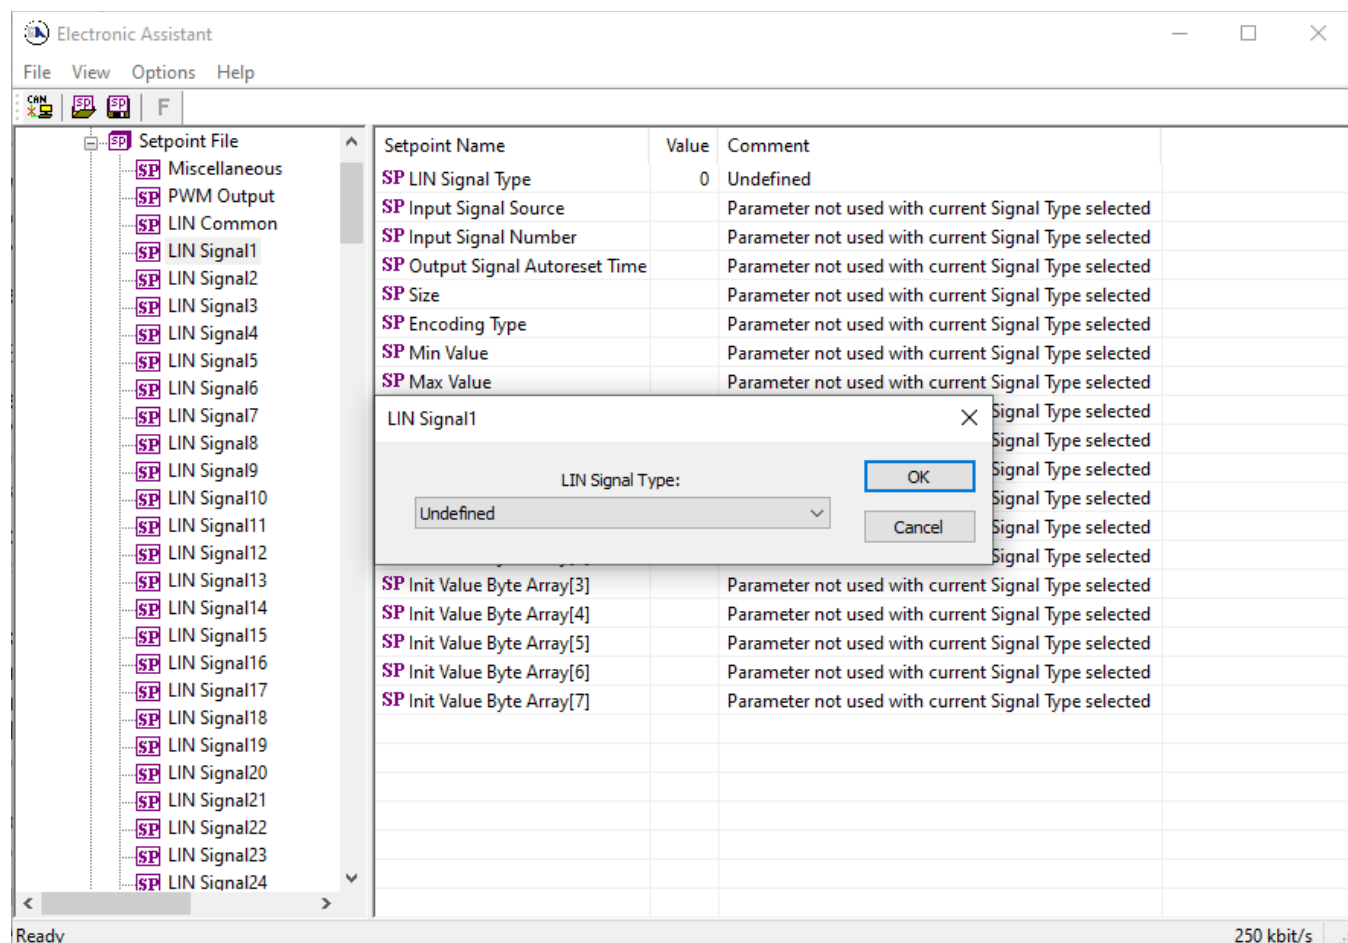 Electronic Assistant
File View Options Help
CAN SP SP F
SP Setpoint File
SP Miscellaneous
SP PWM Output
SP LIN Common
SP LIN Signal1
SP LIN Signal2
SP LIN Signal3
SP LIN Signal4
SP LIN Signal5
SP LIN Signal6
SP LIN Signal7
SP LIN Signal8
SP LIN Signal9
SP LIN Signal10
SP LIN Signal11
SP LIN Signal12
SP LIN Signal13
SP LIN Signal14
SP LIN Signal15
SP LIN Signal16
SP LIN Signal17
SP LIN Signal18
SP LIN Signal19
SP LIN Signal20
SP LIN Signal21
SP LIN Signal22
SP LIN Signal23
SP LIN Signal24
Setpoint Name Value Comment
SP LIN Signal Type 0 Undefined
SP Input Signal Source Parameter not used with current Signal Type selected
SP Input Signal Number Parameter not used with current Signal Type selected
SP Output Signal Autoreset Time Parameter not used with current Signal Type selected
SP Size Parameter not used with current Signal Type selected
SP Encoding Type Parameter not used with current Signal Type selected
SP Min Value Parameter not used with current Signal Type selected
SP Max Value Parameter not used with current Signal Type selected
Signal Type selected
Signal Type selected
Signal Type selected
Signal Type selected
Signal Type selected
Signal Type selected
LIN Signal1
LIN Signal Type:
Undefined
OK
Cancel
SP Init Value Byte Array[3] Parameter not used with current Signal Type selected
SP Init Value Byte Array[4] Parameter not used with current Signal Type selected
SP Init Value Byte Array[5] Parameter not used with current Signal Type selected
SP Init Value Byte Array[6] Parameter not used with current Signal Type selected
SP Init Value Byte Array[7] Parameter not used with current Signal Type selected
Ready 250 kbit/s